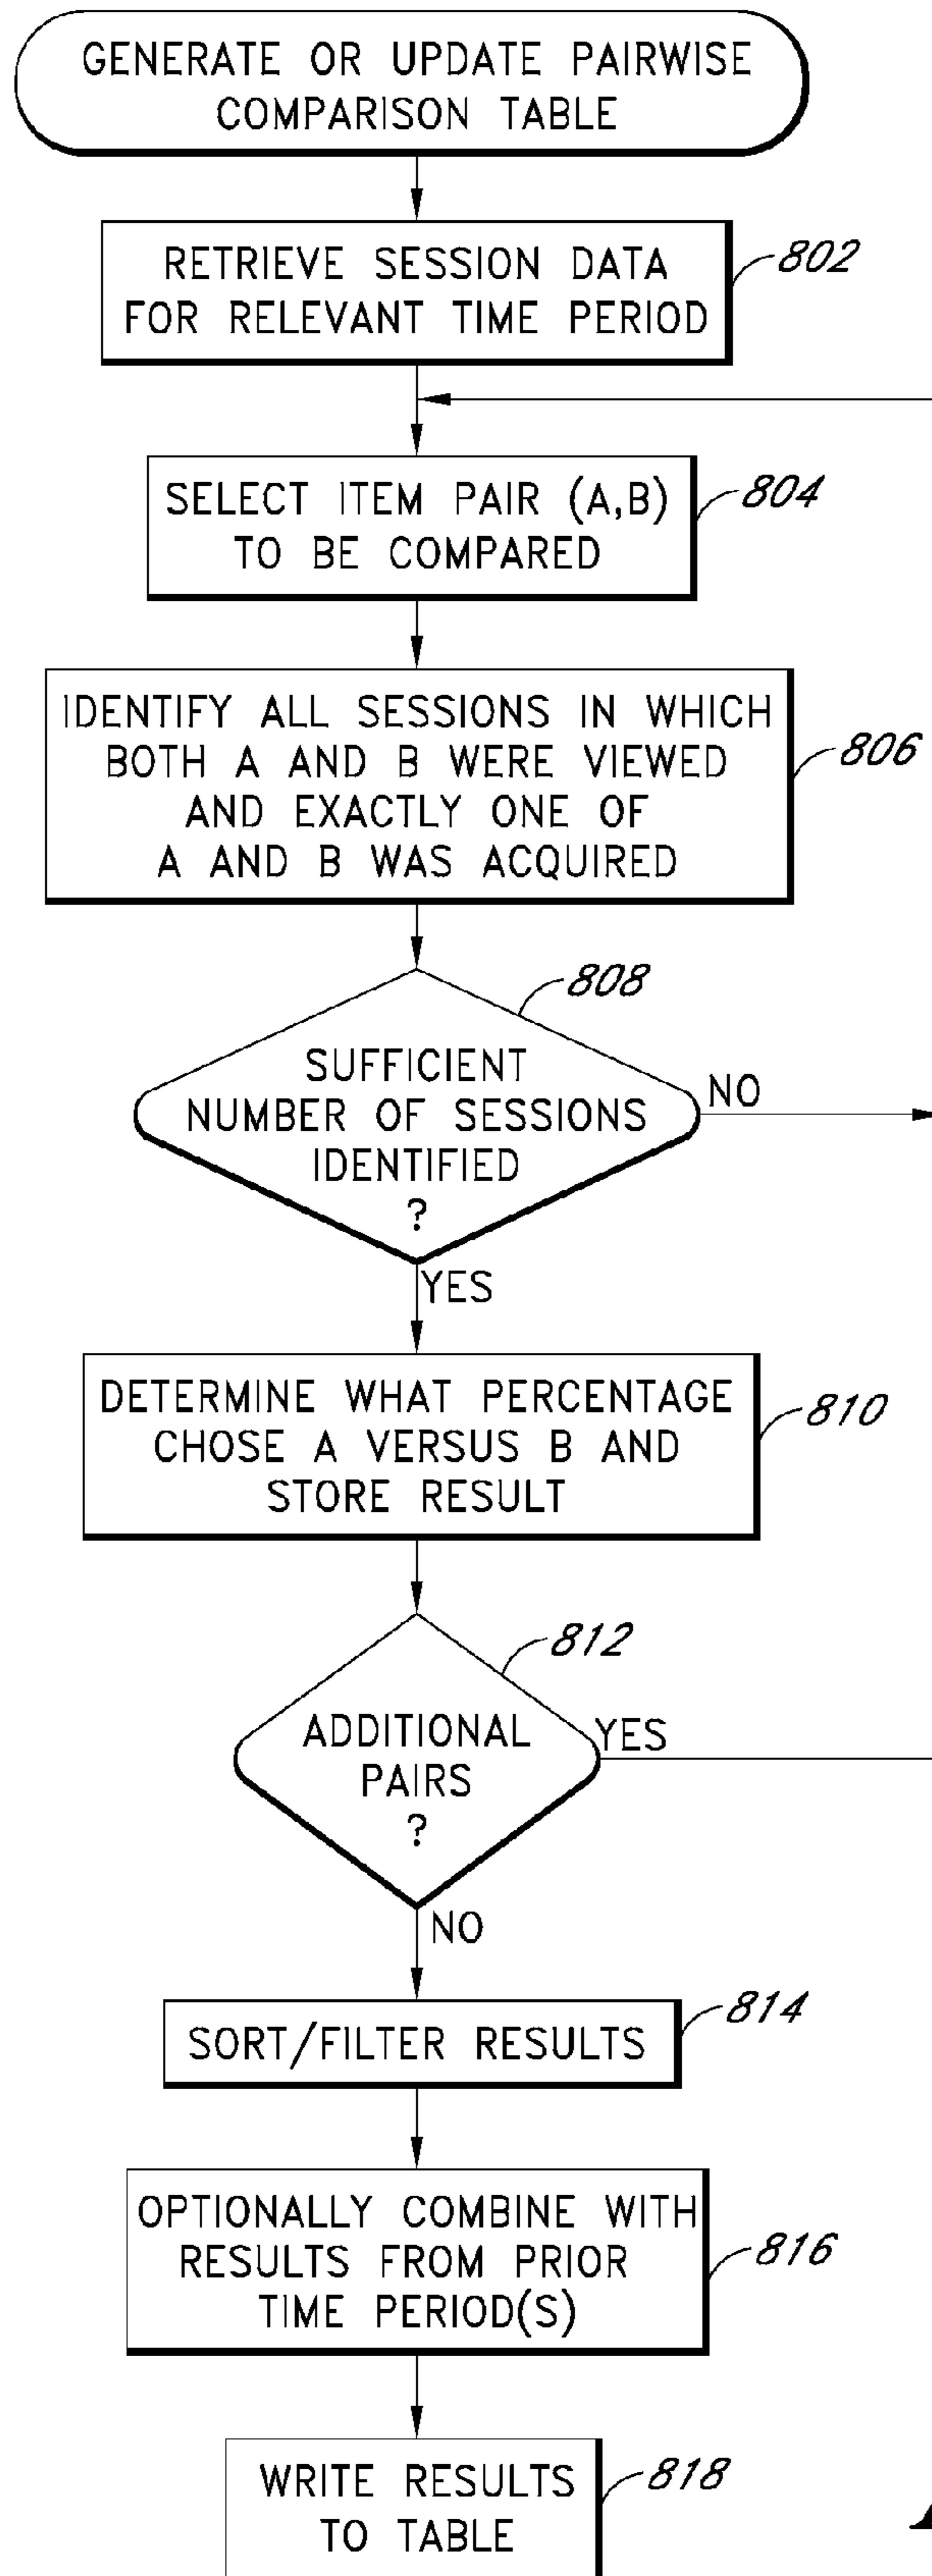 GENERATE OR UPDATE PAIRWISE
COMPARISON TABLE
RETRIEVE SESSION DATA
FOR RELEVANT TIME PERIOD
802
SELECT ITEM PAIR (A,B)
TO BE COMPARED
804
IDENTIFY ALL SESSIONS IN WHICH
BOTH A AND B WERE VIEWED
AND EXACTLY ONE OF
A AND B WAS ACQUIRED
806
808
SUFFICIENT
NUMBER OF SESSIONS
IDENTIFIED
?
NO
YES
DETERMINE WHAT PERCENTAGE
CHOSE A VERSUS B AND
STORE RESULT
810
812
ADDITIONAL
PAIRS
?
YES
NO
SORT/FILTER RESULTS
814
OPTIONALLY COMBINE WITH
RESULTS FROM PRIOR
TIME PERIOD(S)
816
WRITE RESULTS
TO TABLE
818